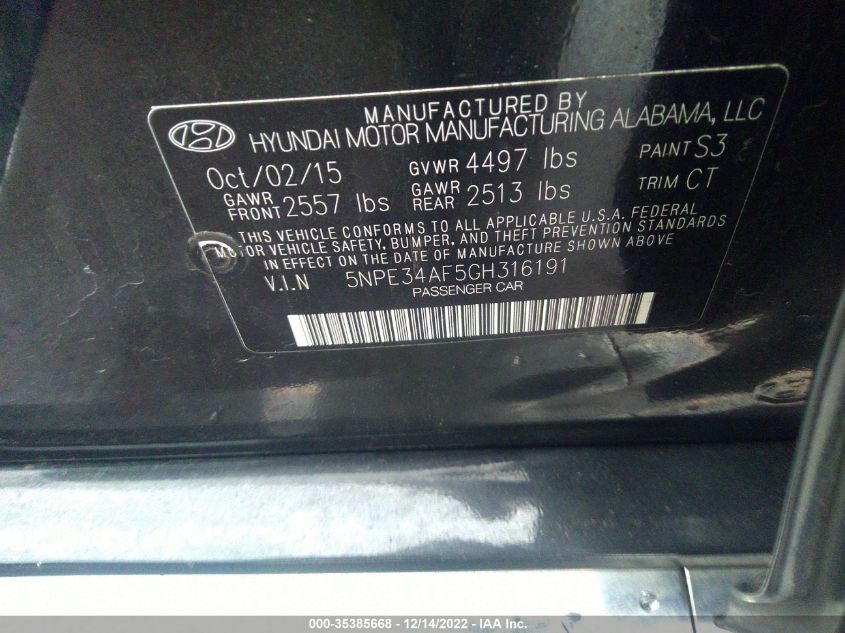 MANUFACTURED BY
HYUNDAI MOTOR MANUFACTURING ALABAMA, LLC
Oct/02/15 GVWR 4497 lbs PAINT S3
GAWR FRONT 2557 lbs GAWR REAR 2513 lbs TRIM CT
THIS VEHICLE CONFORMS TO ALL APPLICABLE U.S.A. FEDERAL
MOTOR VEHICLE SAFETY, BUMPER, AND THEFT PREVENTION STANDARDS
IN EFFECT ON THE DATE OF MANUFACTURE SHOWN ABOVE
V.I.N 5NPE34AF5GH316191
PASSENGER CAR
000-35385668 - 12/14/2022 - IAA Inc.